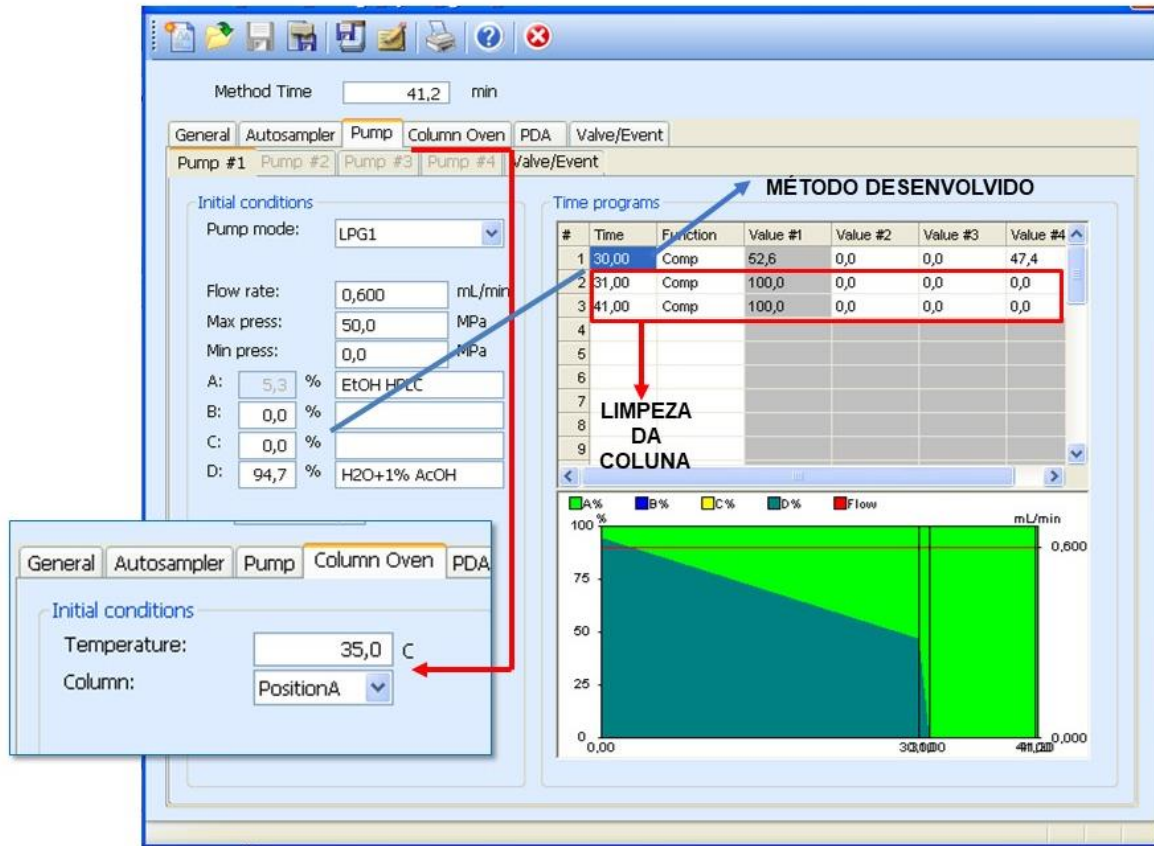 Method Time 41,2 min
General Autosampler Pump Column Oven PDA Valve/Event
Pump #1 Pump #2 Pump #3 Pump #4 Valve/Event
Initial conditions
Pump mode: LPG1
Flow rate: 0,600 mL/min
Max press: 50,0 MPa
Min press: 0,0 MPa
A: 5,3 % EtOH HPLC
B: 0,0 %
C: 0,0 %
D: 94,7 % H2O+1% AcOH
MÉTODO DESENVOLVIDO
Time programs
# Time Function Value #1 Value #2 Value #3 Value #4
1 30,00 Comp 52,6 0,0 0,0 47,4
2 31,00 Comp 100,0 0,0 0,0 0,0
3 41,00 Comp 100,0 0,0 0,0 0,0
4
5
6
7
8
9
LIMPEZA
DA
COLUNA
A% B% C% D% Flow
% mL/min
100
75
50
25
0
0,600
0,000
0,00
General Autosampler Pump Column Oven PDA
Initial conditions
Temperature: 35,0 C
Column: PositionA